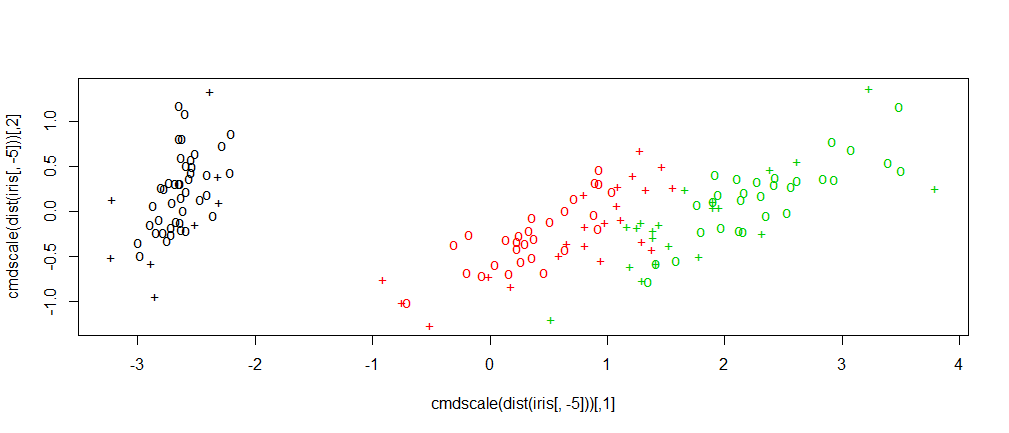 cmdscale(dist(iris[, -5]))[,2]
1.0
0.5
0.0
-0.5
-1.0
-3 -2 -1 0 1 2 3 4
cmdscale(dist(iris[, -5]))[,1]